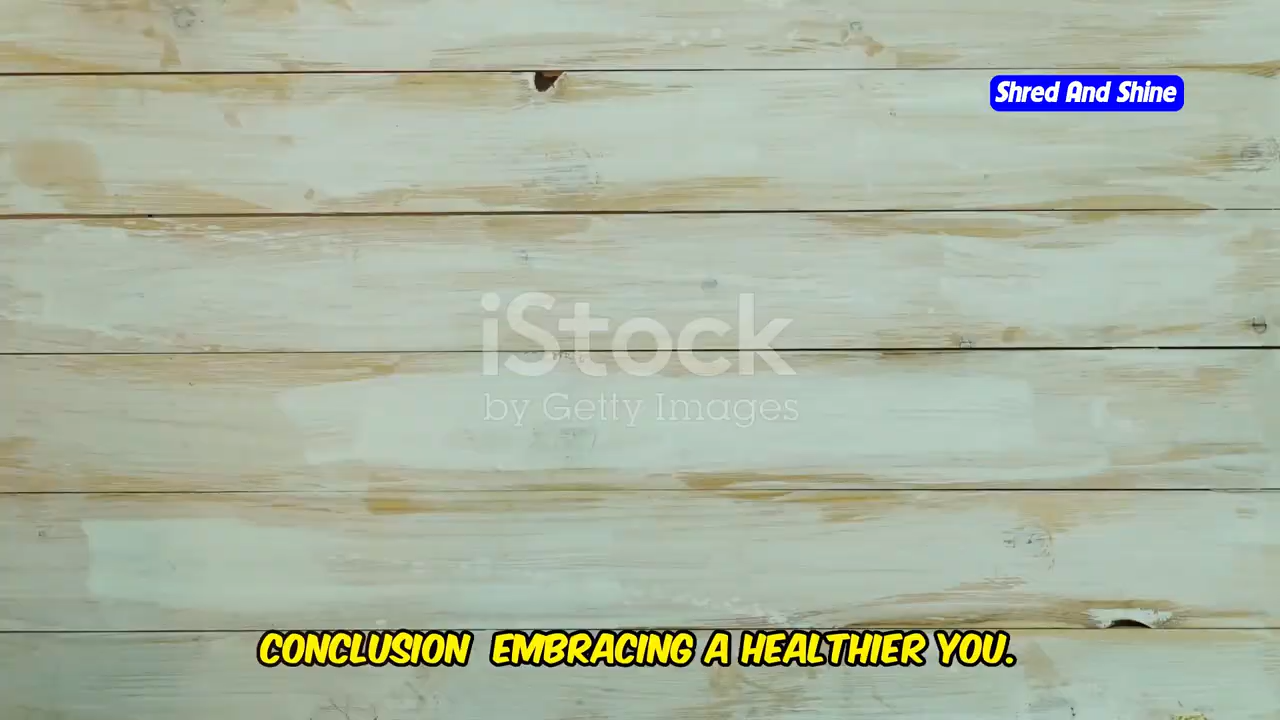 Shred And Shine
iStock
by Getty Images
CONCLUSION EMBRACING A HEALTHIER YOU.